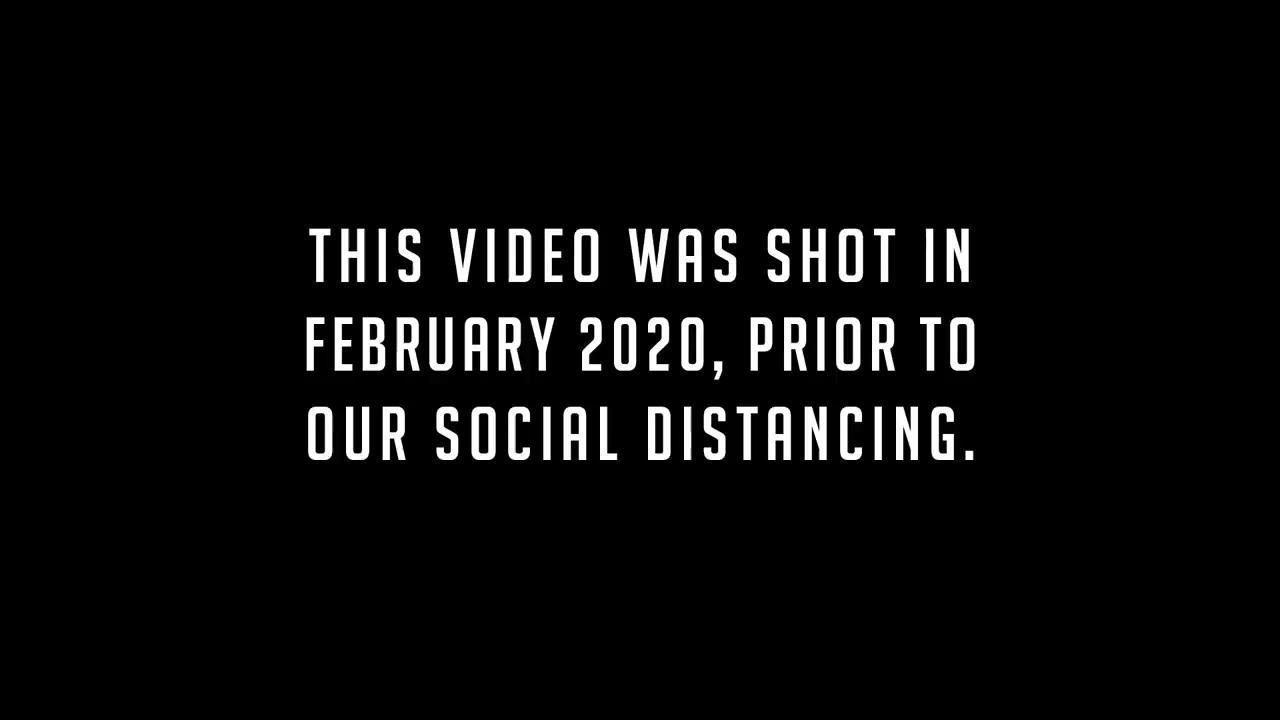 THIS VIDEO WAS SHOT IN
FEBRUARY 2020, PRIOR TO
OUR SOCIAL DISTANCING.